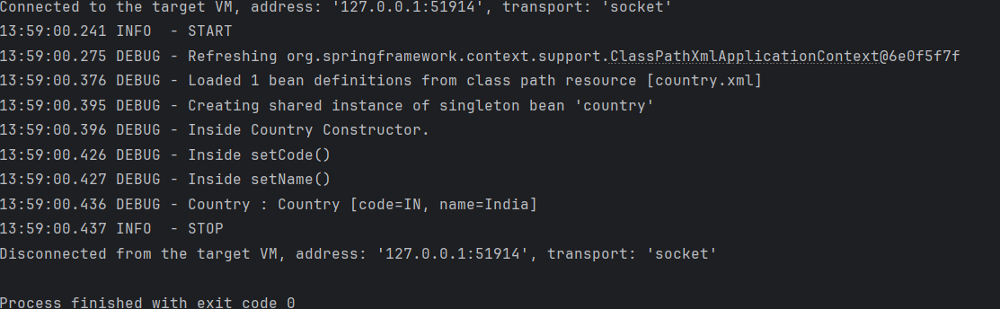 Connected to the target VM, address: '127.0.0.1:51914', transport: 'socket'
13:59:00.241 INFO  - START
13:59:00.275 DEBUG - Refreshing org.springframework.context.support.ClassPathXmlApplicationContext@6e0f5f7f
13:59:00.376 DEBUG - Loaded 1 bean definitions from class path resource [country.xml]
13:59:00.395 DEBUG - Creating shared instance of singleton bean 'country'
13:59:00.396 DEBUG - Inside Country Constructor.
13:59:00.426 DEBUG - Inside setCode()
13:59:00.427 DEBUG - Inside setName()
13:59:00.436 DEBUG - Country : Country [code=IN, name=India]
13:59:00.437 INFO  - STOP
Disconnected from the target VM, address: '127.0.0.1:51914', transport: 'socket'
Process finished with exit code 0